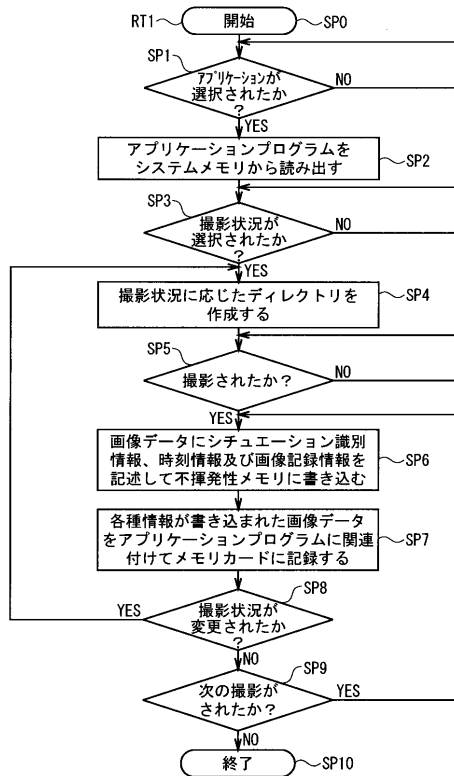 RT1 開始 SP0
SP1
アプリケーションが
選択されたか
?
NO
YES
アプリケーションプログラムを
システムメモリから読み出す
SP2
SP3
撮影状況が
選択されたか
?
NO
YES
撮影状況に応じたディレクトリを
作成する
SP4
SP5
撮影されたか?
NO
YES
画像データにシチュエーション識別
情報、時刻情報及び画像記録情報を
記述して不揮発性メモリに書き込む
SP6
各種情報が書き込まれた画像データ
をアプリケーションプログラムに関連
付けてメモリカードに記録する
SP7
SP8
YES
撮影状況が
変更されたか
?
NO
SP9
次の撮影が
されたか?
YES
NO
終了 SP10